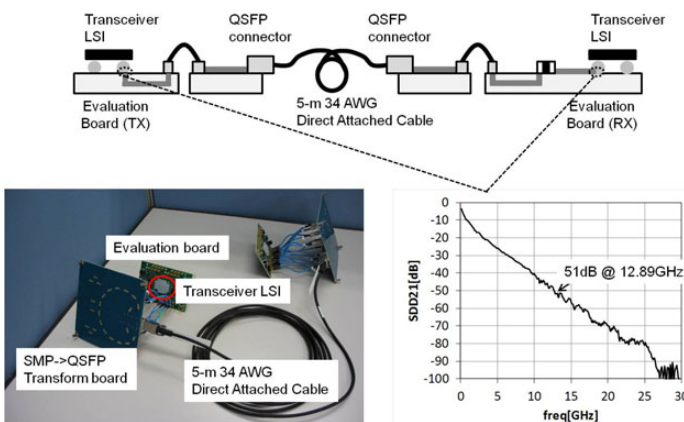 Transceiver
LSI
QSFP
connector
QSFP
connector
Transceiver
LSI
Evaluation
Board (TX)
5-m 34 AWG
Direct Attached Cable
Evaluation
Board (RX)
Evaluation board
Transceiver LSI
SMP->QSFP
Transform board
5-m 34 AWG
Direct Attached Cable
0
-10
-20
-30
-40
-50
-60
-70
-80
-90
-100
SDD21[dB]
51dB @ 12.89GHz
0 5 10 15 20 25 30
freq[GHz]